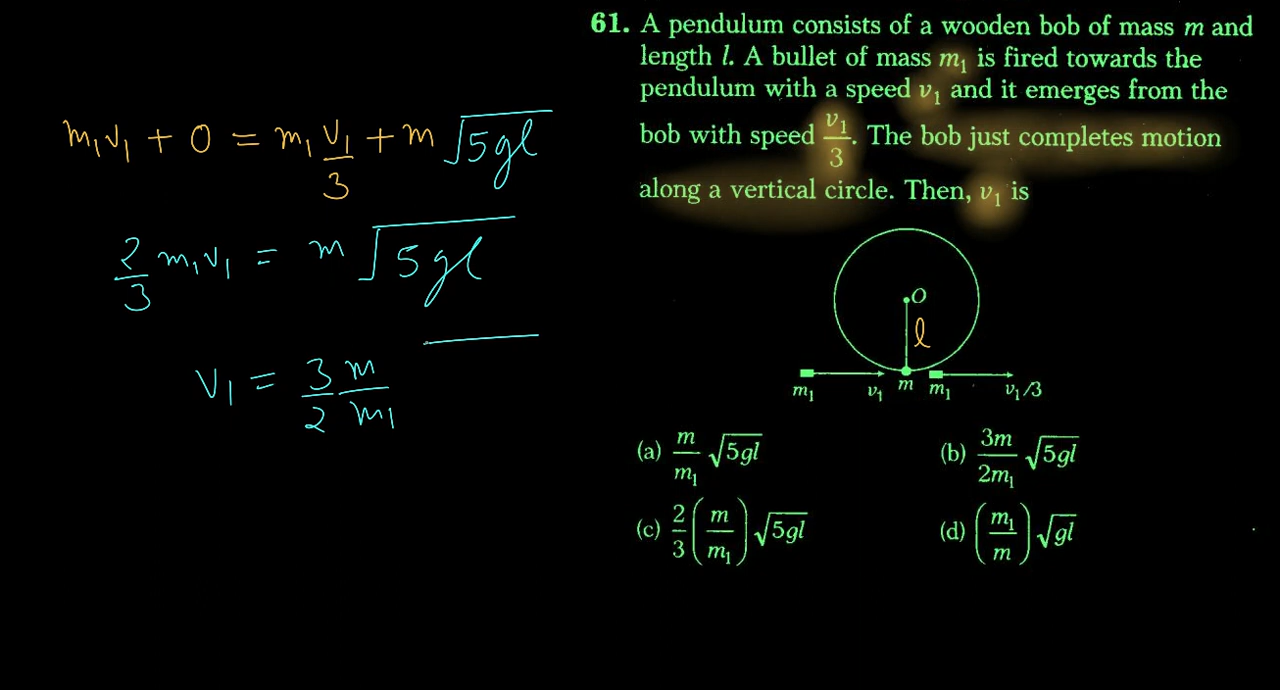 61. A pendulum consists of a wooden bob of mass m and
length l. A bullet of mass m₁ is fired towards the
pendulum with a speed v₁ and it emerges from the
bob with speed v₁/3. The bob just completes motion
along a vertical circle. Then, v₁ is
O
l
m₁ v₁ m m₁ v₁/3
(a) m/m₁ √5gl (b) 3m/2m₁ √5gl
(c) 2/3 (m/m₁) √5gl (d) (m₁/m) √gl
m₁v₁ + 0 = m₁ v₁/3 + m √5gl
2/3 m₁v₁ = m √5gl
v₁ = 3/2 m/m₁